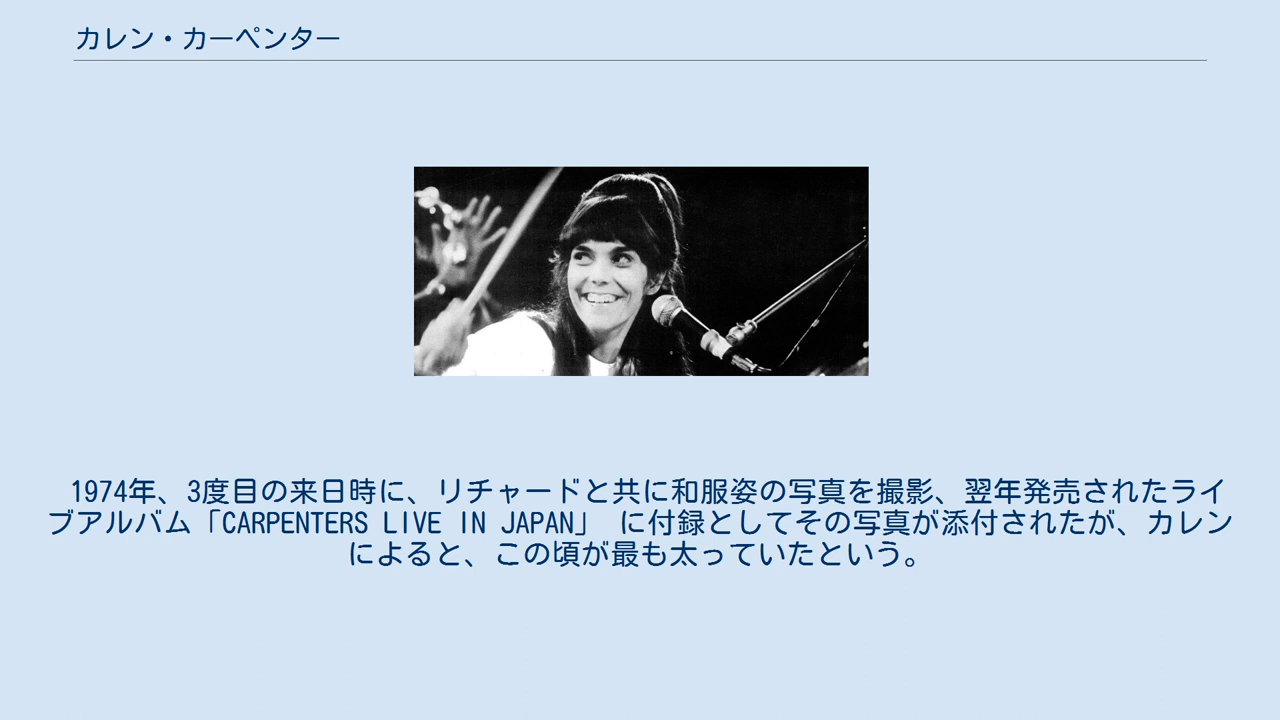 カレン・カーペンター
1974年、3度目の来日時に、リチャードと共に和服姿の写真を撮影、翌年発売されたライ
ブアルバム「CARPENTERS LIVE IN JAPAN」 に付録としてその写真が添付されたが、カレン
によると、この頃が最も太っていたという。